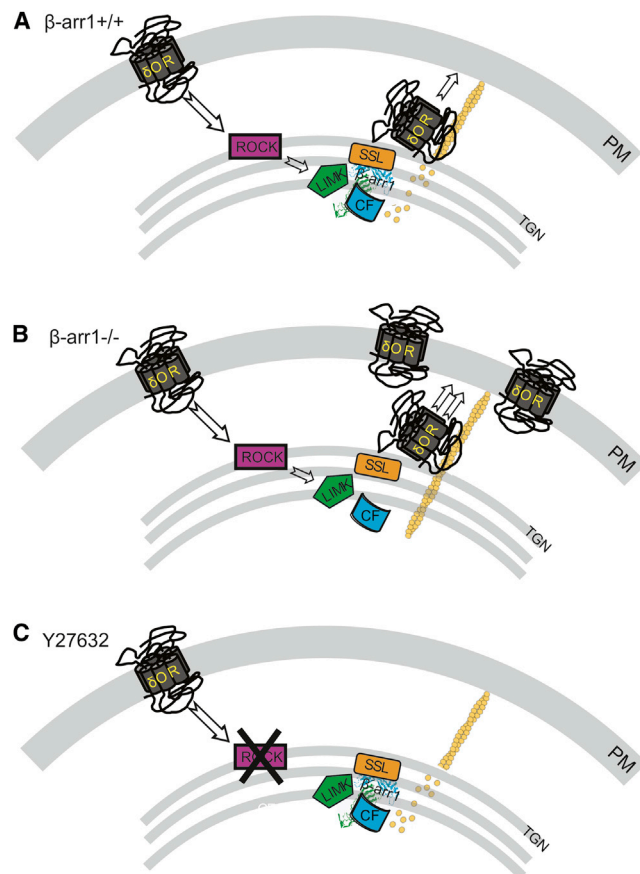 A β-arr1+/+
δOR
ROCK
LIMK
SSL
β-arr1
CF
δOR
PM
TGN
B β-arr1-/-
δOR
ROCK
LIMK
SSL
CF
δOR
δOR
δOR
PM
TGN
C Y27632
δOR
ROCK
LIMK
SSL
β-arr1
CF
PM
TGN